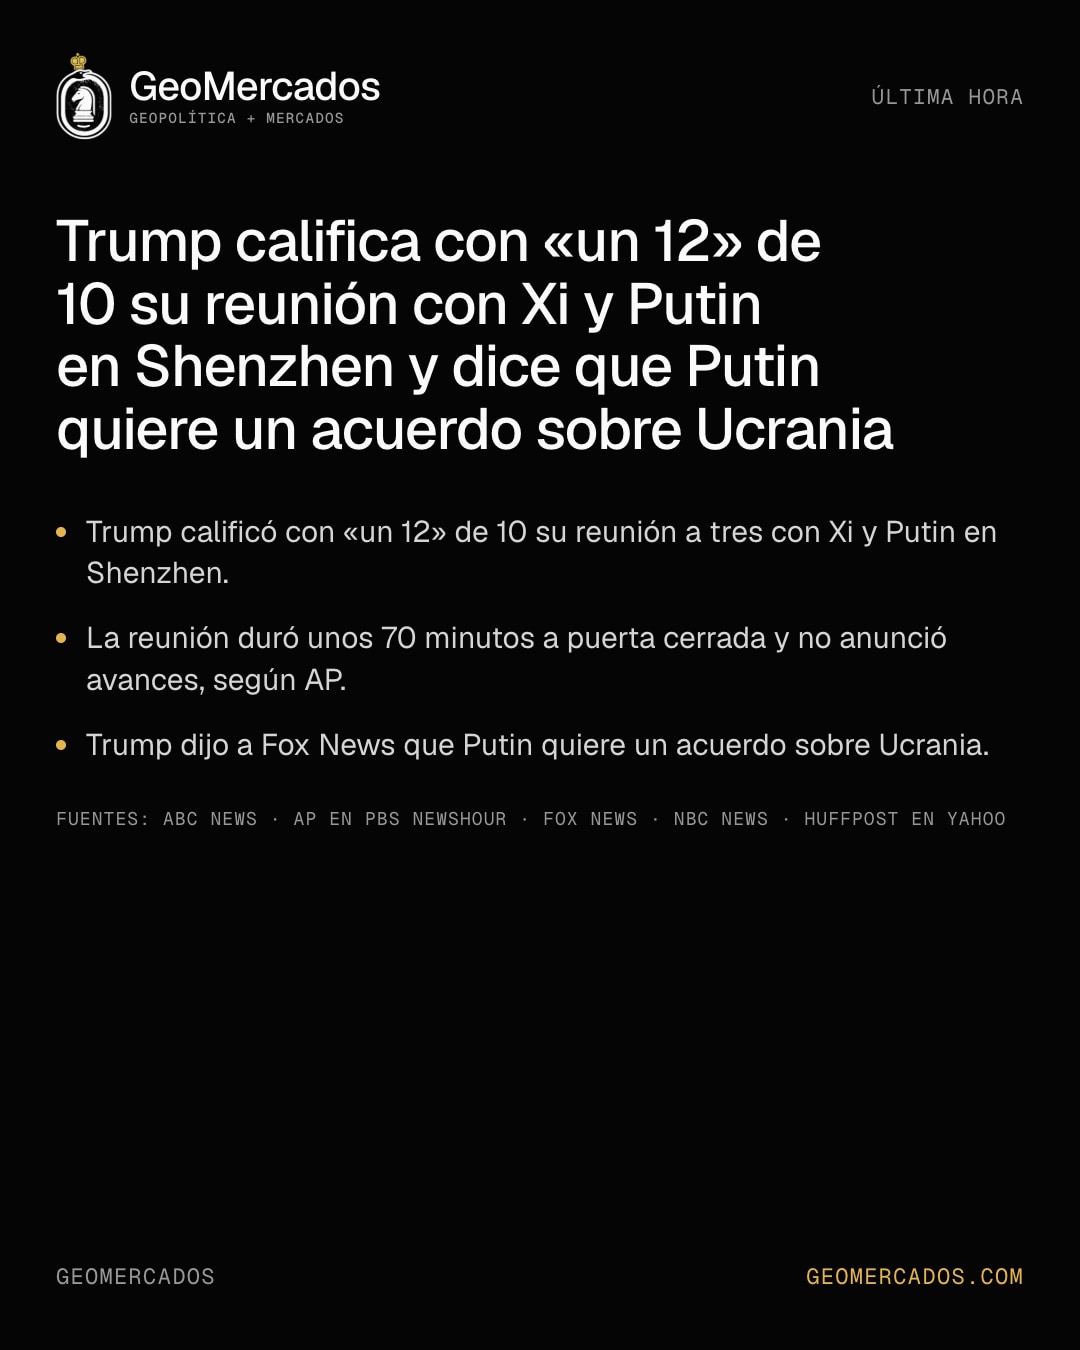 GeoMercados
GEOPOLÍTICA + MERCADOS
ÚLTIMA HORA
Trump califica con «un 12» de
10 su reunión con Xi y Putin
en Shenzhen y dice que Putin
quiere un acuerdo sobre Ucrania
• Trump calificó con «un 12» de 10 su reunión a tres con Xi y Putin en
Shenzhen.
• La reunión duró unos 70 minutos a puerta cerrada y no anunció
avances, según AP.
• Trump dijo a Fox News que Putin quiere un acuerdo sobre Ucrania.
FUENTES: ABC NEWS · AP EN PBS NEWSHOUR · FOX NEWS · NBC NEWS · HUFFPOST EN YAHOO
GEOMERCADOS
GEOMERCADOS.COM